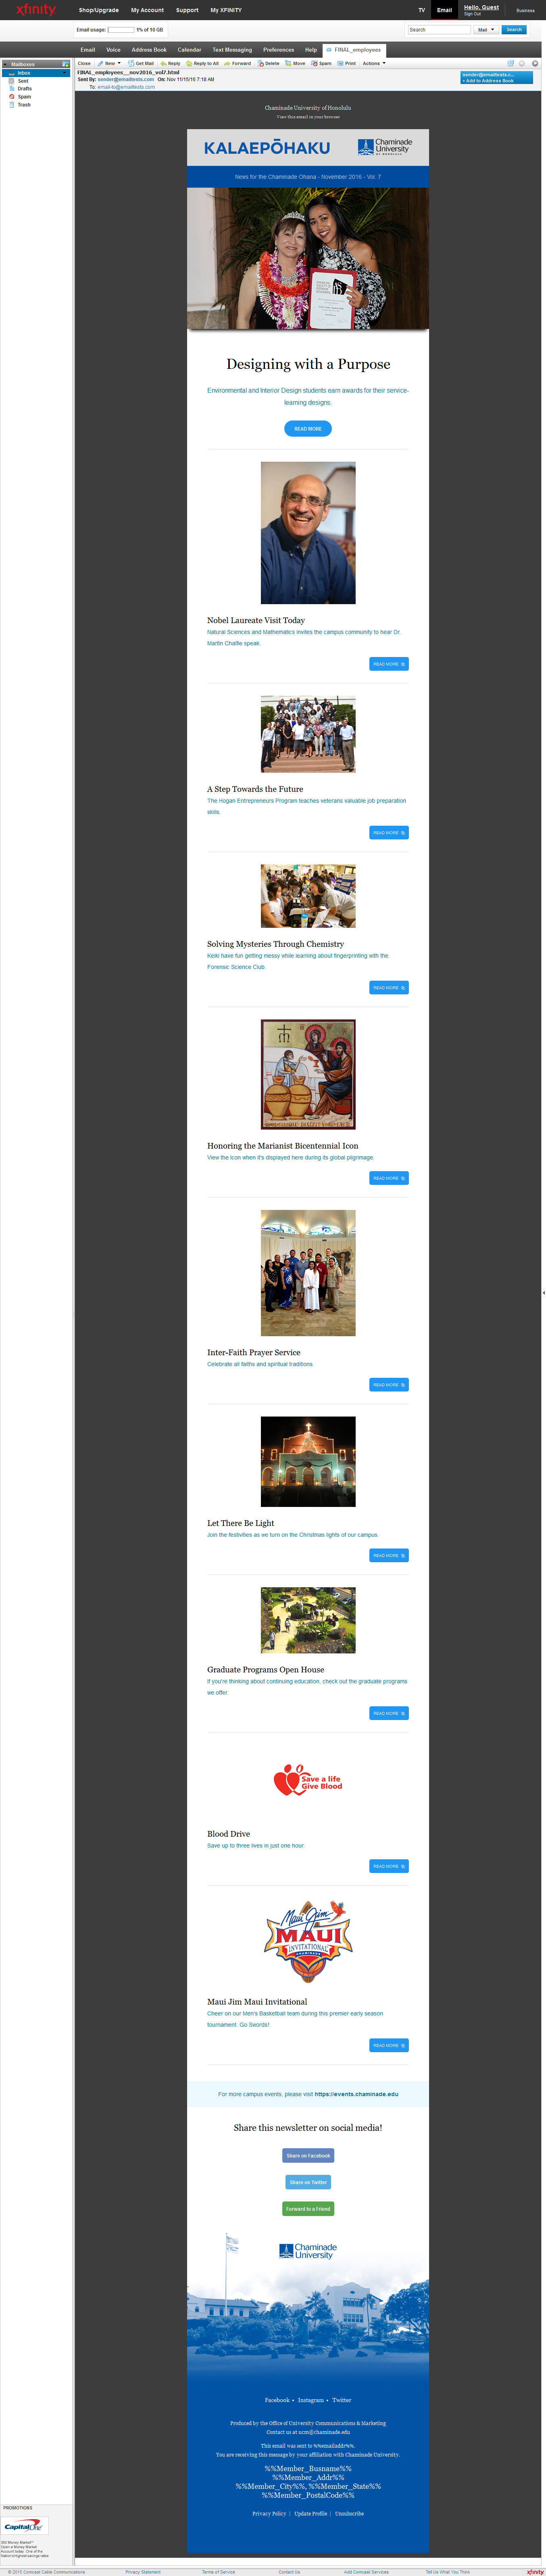 xfinity
Shop/Upgrade My Account Support My XFINITY TV Email Hello, Guest Business
Sign Out
Email usage: 1% of 10 GB Search Mail Search
Email Voice Address Book Calendar Text Messaging Preferences Help FINAL_employees
Mailboxes
Inbox
Sent
Drafts
Spam
Trash
Close New Get Mail Reply Reply to All Forward Delete Move Spam Print Actions
FINAL_employees__nov2016_vol7.html
Sent By: sender@emailtests.com On: Nov 11/15/16 7:18 AM
To: email-to@emailtests.com
sender@emailtests.c...
+ Add to Address Book
Chaminade University of Honolulu
View this email in your browser
KALAEPŌHAKU
Chaminade
University
OF HONOLULU
News for the Chaminade Ohana - November 2016 - Vol. 7
Designing with a Purpose
Environmental and Interior Design students earn awards for their service-
learning designs.
READ MORE
Nobel Laureate Visit Today
Natural Sciences and Mathematics invites the campus community to hear Dr.
Martin Chalfie speak.
READ MORE
A Step Towards the Future
The Hogan Entrepreneurs Program teaches veterans valuable job preparation
skills.
READ MORE
Solving Mysteries Through Chemistry
Keiki have fun getting messy while learning about fingerprinting with the
Forensic Science Club.
READ MORE
Honoring the Marianist Bicentennial Icon
View the Icon when it's displayed here during its global pilgrimage.
READ MORE
Inter-Faith Prayer Service
Celebrate all faiths and spiritual traditions.
READ MORE
Let There Be Light
Join the festivities as we turn on the Christmas lights of our campus.
READ MORE
Graduate Programs Open House
If you're thinking about continuing education, check out the graduate programs
we offer.
READ MORE
Save a life
Give Blood
Blood Drive
Save up to three lives in just one hour.
READ MORE
Maui Jim
MAUI
INVITATIONAL
Maui Jim Maui Invitational
Cheer on our Men's Basketball team during this premier early season
tournament. Go Swords!
READ MORE
For more campus events, please visit https://events.chaminade.edu
Share this newsletter on social media!
Share on Facebook
Share on Twitter
Forward to a Friend
Chaminade
University
Facebook • Instagram • Twitter
Produced by the Office of University Communications & Marketing
Contact us at ucm@chaminade.edu
This email was sent to %%emailaddr%%.
You are receiving this message by your affiliation with Chaminade University.
%%Member_Busname%%
%%Member_Addr%%
%%Member_City%%, %%Member_State%%
%%Member_PostalCode%%
Privacy Policy | Update Profile | Unsubscribe
PROMOTIONS
Capital One
360 Money Market℠
Open a Money Market
Account today. One of the
Nation's Highest savings rates!
© 2015 Comcast Cable Communications Privacy Statement Terms of Service Contact Us Add Comcast Services Tell Us What You Think xfinity